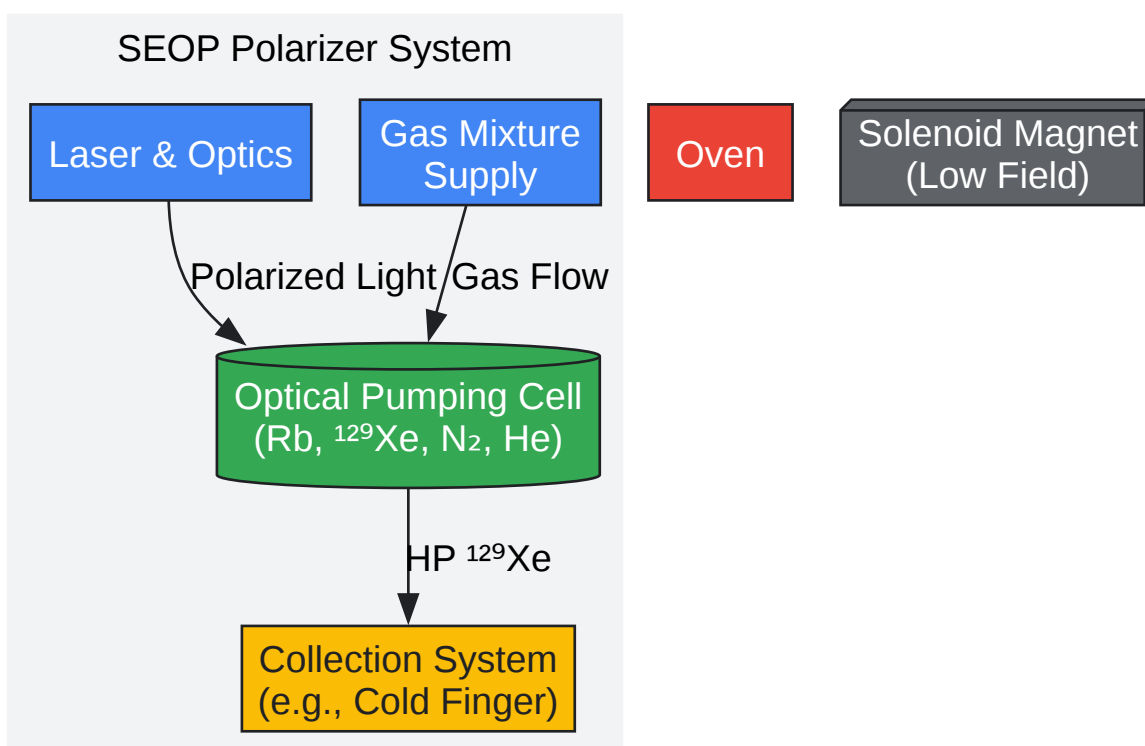 SEOP Polarizer System
Laser & Optics
Gas Mixture
Supply
Oven
Solenoid Magnet
(Low Field)
Polarized Light
Gas Flow
Optical Pumping Cell
(Rb, ¹²⁹Xe, N₂, He)
HP ¹²⁹Xe
Collection System
(e.g., Cold Finger)